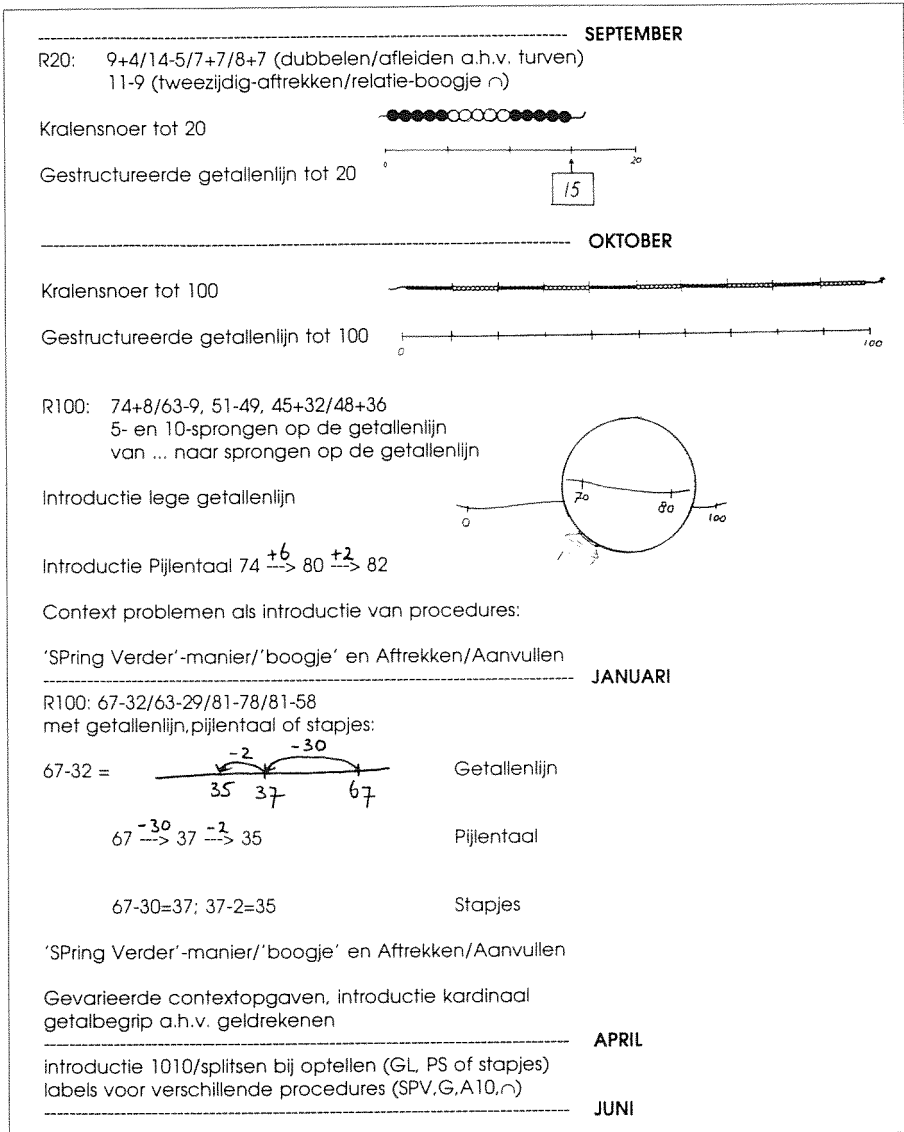 SEPTEMBER
R20: 9+4/14-5/7+7/8+7 (dubbelen/afleiden a.h.v. turven)
11-9 (tweezijdig-aftrekken/relatie-boogje ∩)
Kralensnoer tot 20
Gestructureerde getallenlijn tot 20
0 20
15
OKTOBER
Kralensnoer tot 100
Gestructureerde getallenlijn tot 100
0 100
R100: 74+8/63-9, 51-49, 45+32/48+36
5- en 10-sprongen op de getallenlijn
van ... naar sprongen op de getallenlijn
Introductie lege getallenlijn
0 70 80 100
+6 +2
Introductie Pijlentaal 74 ---> 80 ---> 82
Context problemen als introductie van procedures:
'SPring Verder'-manier/'boogje' en Aftrekken/Aanvullen
JANUARI
R100: 67-32/63-29/81-78/81-58
met getallenlijn,pijlentaal of stapjes:
-2 -30
67-32 = Getallenlijn
35 37 67
-30 -2
67 ---> 37 ---> 35 Pijlentaal
67-30=37; 37-2=35 Stapjes
'SPring Verder'-manier/'boogje' en Aftrekken/Aanvullen
Gevarieerde contextopgaven, introductie kardinaal
getalbegrip a.h.v. geldrekenen
APRIL
introductie 1010/splitsen bij optellen (GL, PS of stapjes)
labels voor verschillende procedures (SPV,G,A10,∩)
JUNI